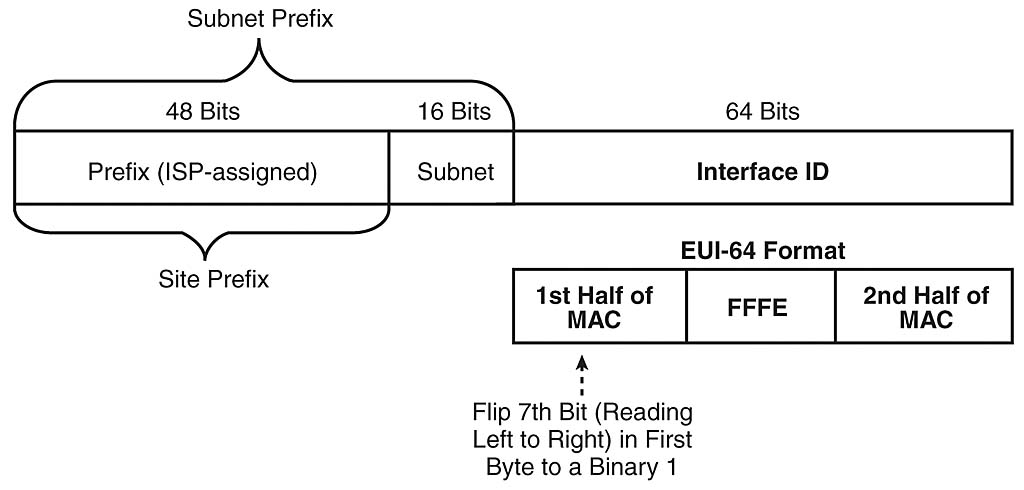 Subnet Prefix
48 Bits
16 Bits
64 Bits
Prefix (ISP-assigned)
Subnet
Interface ID
Site Prefix
EUI-64 Format
1st Half of
MAC
FFFE
2nd Half of
MAC
Flip 7th Bit (Reading
Left to Right) in First
Byte to a Binary 1